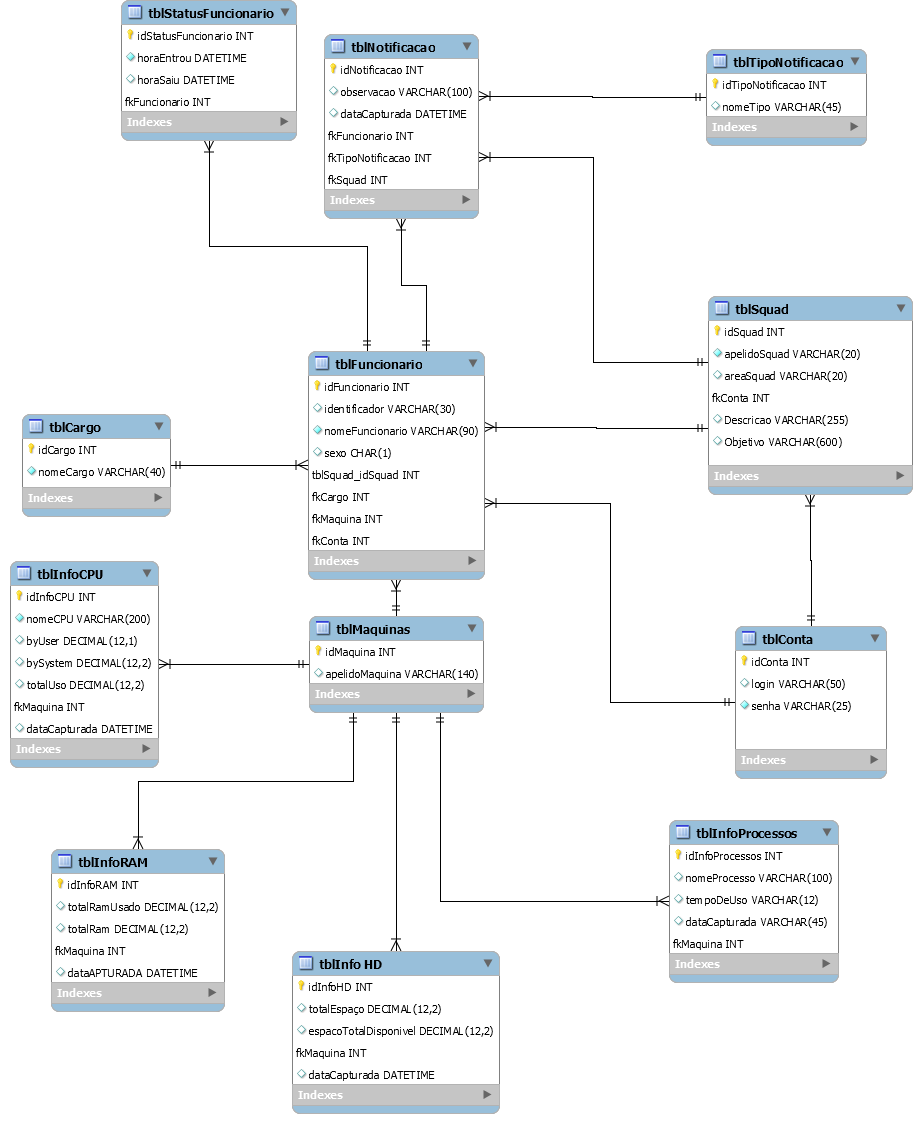 tblStatusFuncionario
idStatusFuncionario INT
horaEntrou DATETIME
horaSaiu DATETIME
fkFuncionario INT
Indexes
tblNotificacao
idNotificacao INT
observacao VARCHAR(100)
dataCapturada DATETIME
fkFuncionario INT
fkTipoNotificacao INT
fkSquad INT
Indexes
tblTipoNotificacao
idTipoNotificacao INT
nomeTipo VARCHAR(45)
Indexes
tblSquad
idSquad INT
apelidoSquad VARCHAR(20)
areaSquad VARCHAR(20)
fkConta INT
Descricao VARCHAR(255)
Objetivo VARCHAR(600)
Indexes
tblFuncionario
idFuncionario INT
identificador VARCHAR(30)
nomeFuncionario VARCHAR(90)
sexo CHAR(1)
tblSquad_idSquad INT
fkCargo INT
fkMaquina INT
fkConta INT
Indexes
tblCargo
idCargo INT
nomeCargo VARCHAR(40)
Indexes
tblInfoCPU
idInfoCPU INT
nomeCPU VARCHAR(200)
byUser DECIMAL(12,1)
bySystem DECIMAL(12,2)
totalUso DECIMAL(12,2)
fkMaquina INT
dataCapturada DATETIME
Indexes
tblMaquinas
idMaquina INT
apelidoMaquina VARCHAR(140)
Indexes
tblConta
idConta INT
login VARCHAR(50)
senha VARCHAR(25)
Indexes
tblInfoRAM
idInfoRAM INT
totalRamUsado DECIMAL(12,2)
totalRam DECIMAL(12,2)
fkMaquina INT
dataAPTURADA DATETIME
Indexes
tblInfo HD
idInfoHD INT
totalEspaço DECIMAL(12,2)
espacoTotalDisponivel DECIMAL(12,2)
fkMaquina INT
dataCapturada DATETIME
Indexes
tblInfoProcessos
idInfoProcessos INT
nomeProcesso VARCHAR(100)
tempoDeUso VARCHAR(12)
dataCapturada VARCHAR(45)
fkMaquina INT
Indexes